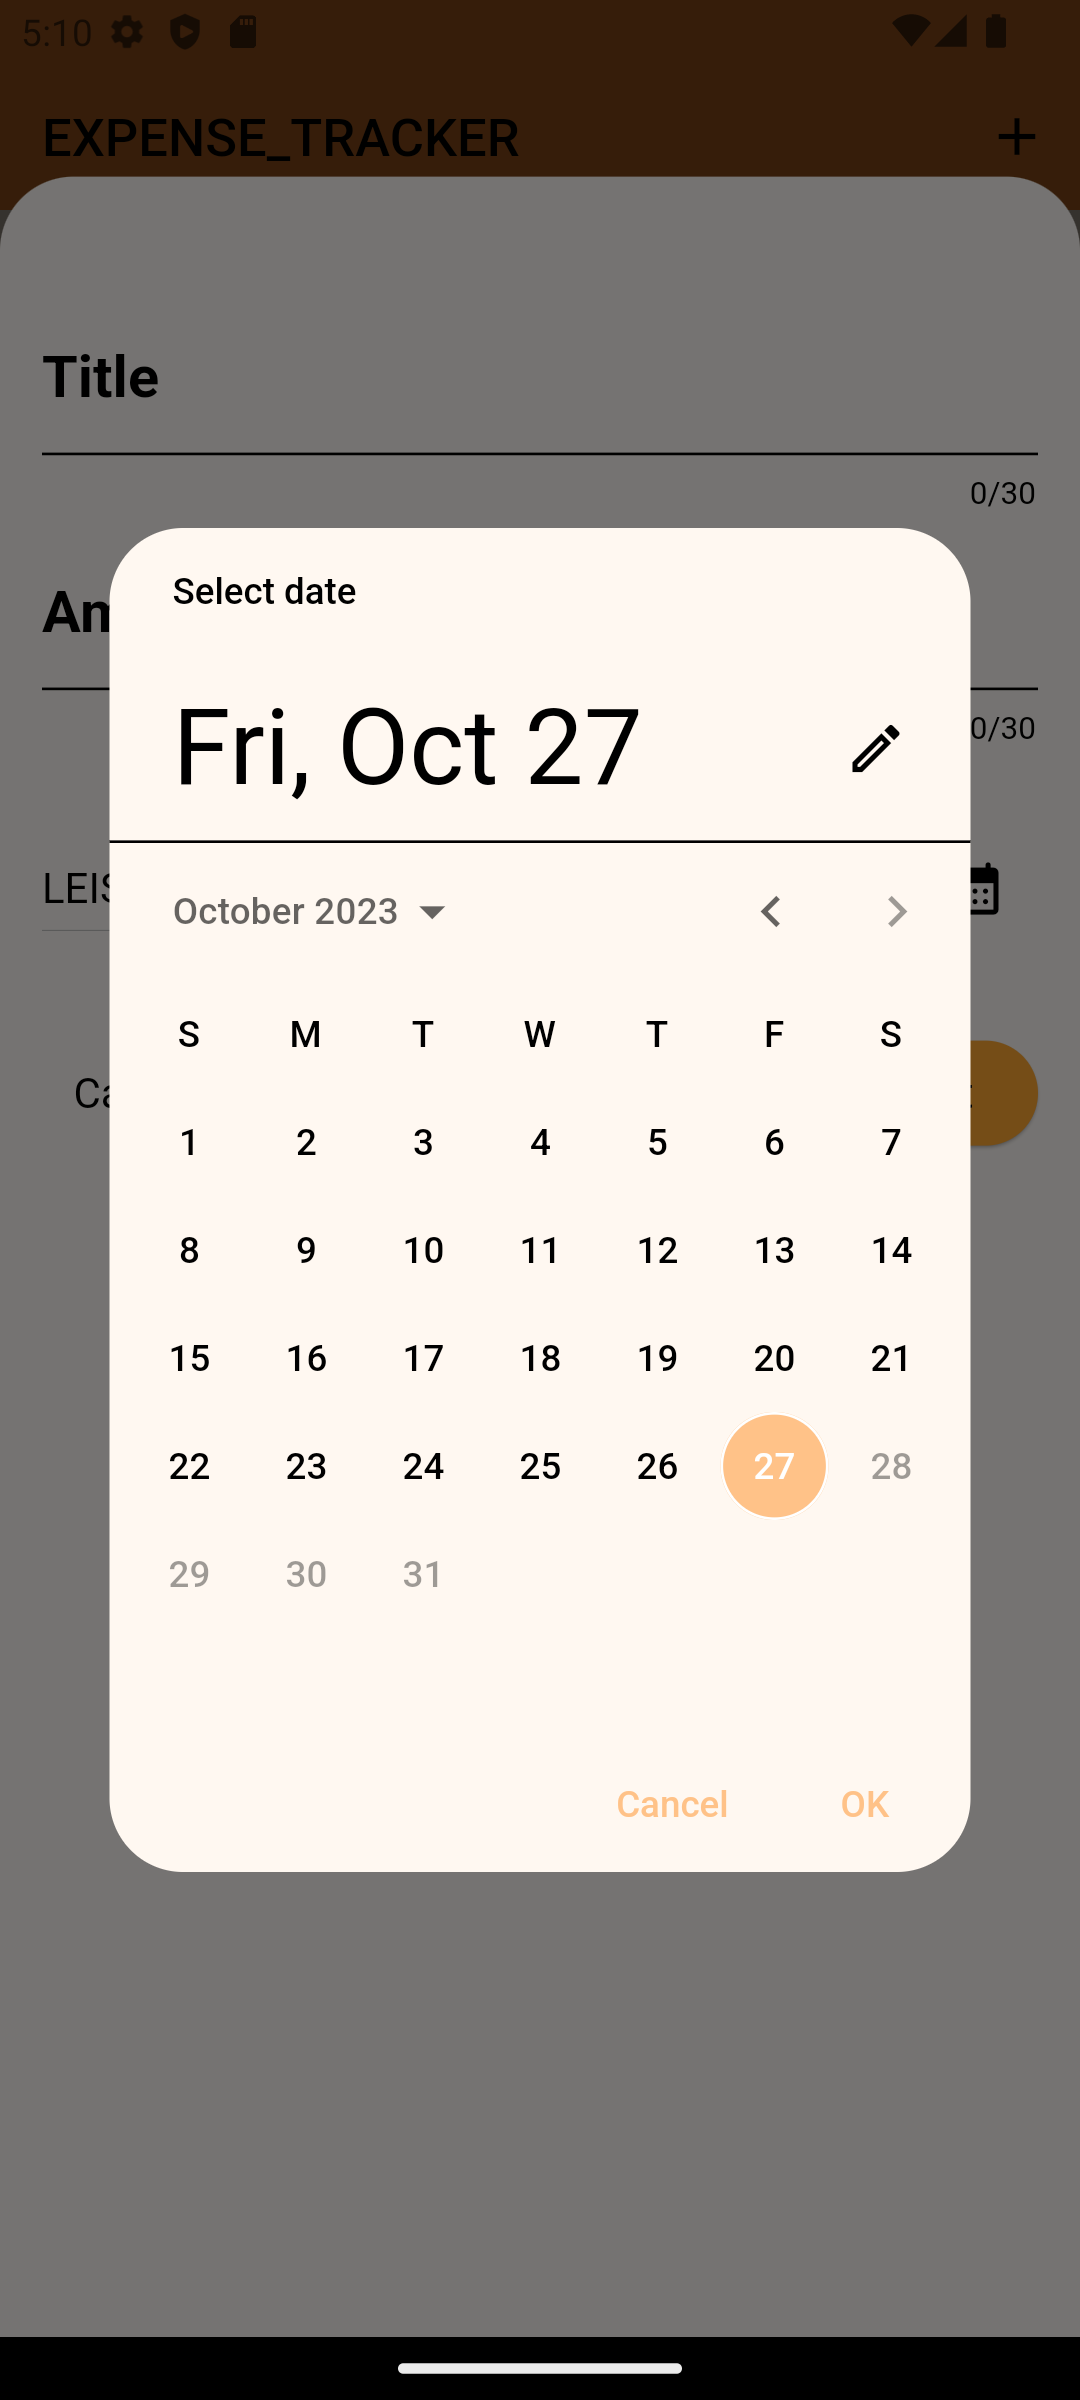 5:10
EXPENSE_TRACKER
Title
0/30
Select date
Fri, Oct 27
0/30
October 2023
S M T W T F S
1 2 3 4 5 6 7
8 9 10 11 12 13 14
15 16 17 18 19 20 21
22 23 24 25 26 27 28
29 30 31
Cancel OK